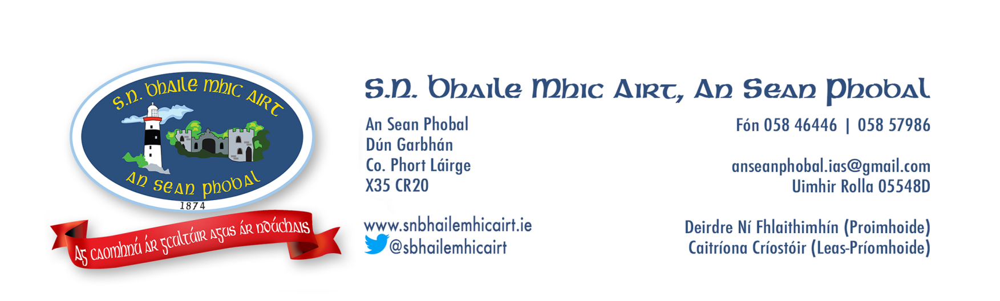 S.N. Bhaile Mhic Airt
An Sean Phobal
1874
Ag caomhnú ár gcultúir agus ár ndúchais
S.N. Bhaile Mhic Airt, An Sean Phobal
An Sean Phobal
Dún Garbhán
Co. Phort Láirge
X35 CR20
www.snbhailemhicairt.ie
@sbhailemhicairt
Fón 058 46446 | 058 57986
anseanphobal.ias@gmail.com
Uimhir Rolla 05548D
Deirdre Ní Fhlaithimhín (Proimhoide)
Caitríona Críostóir (Leas-Príomhoide)